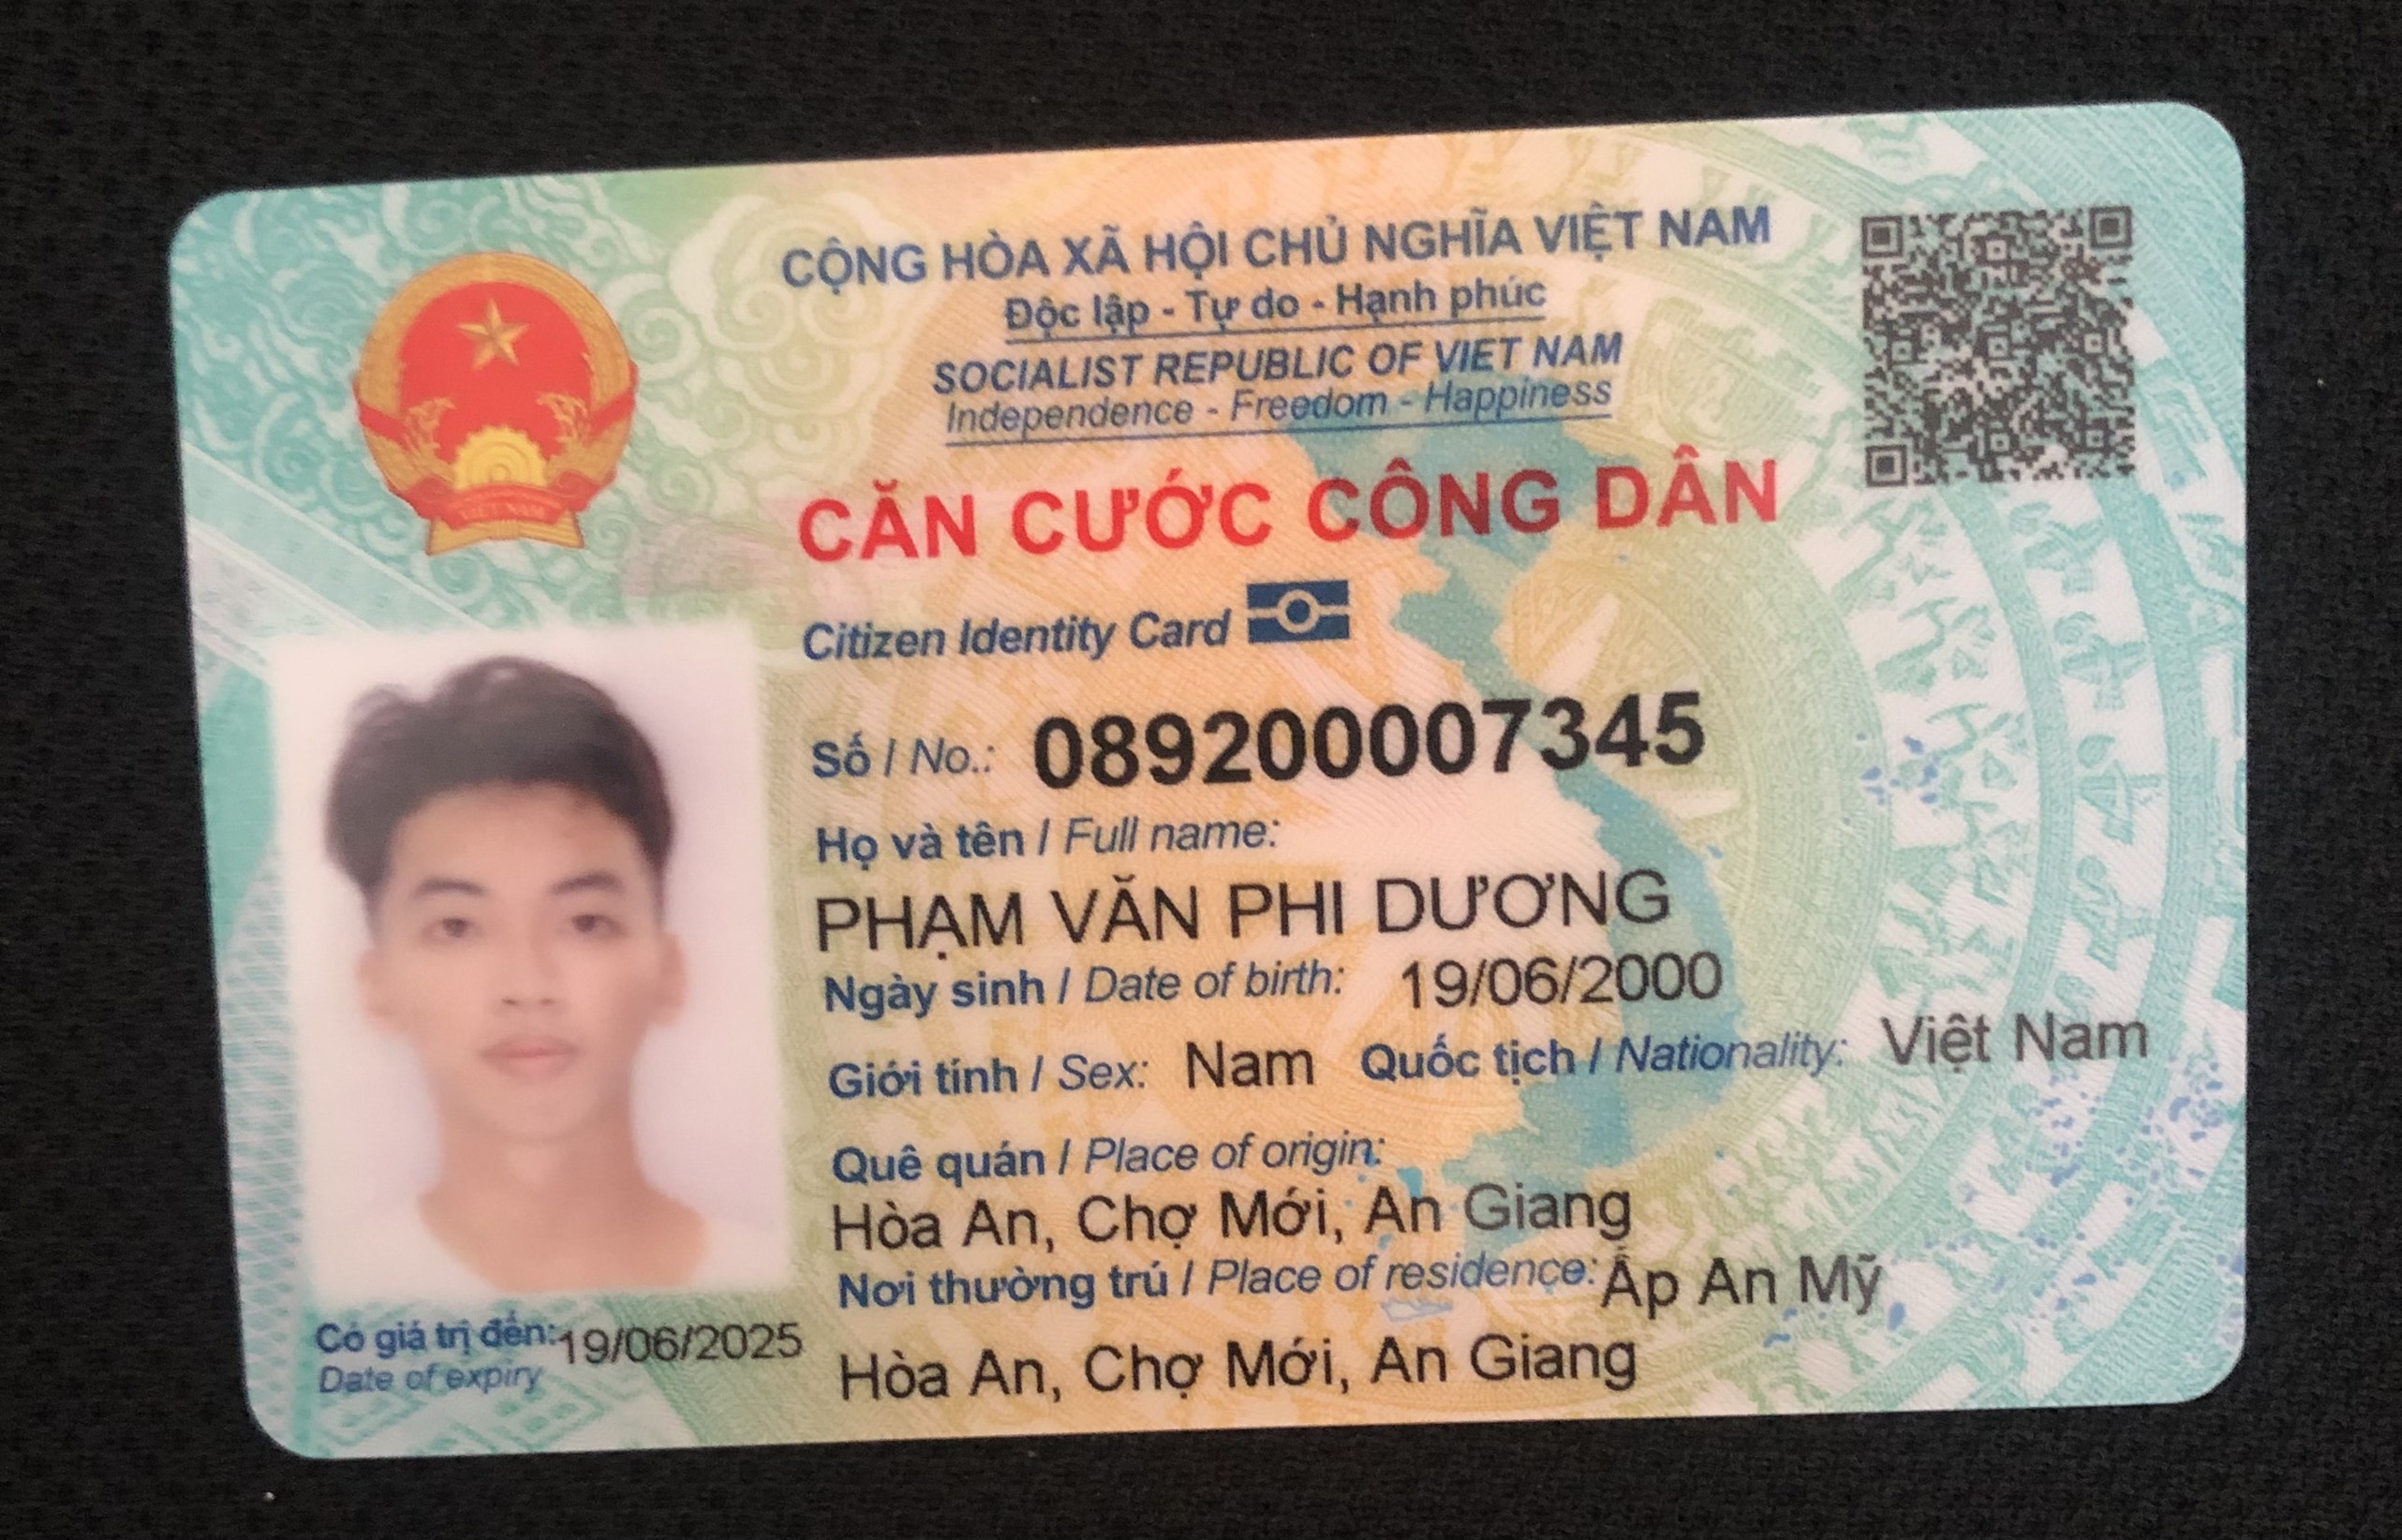 CỘNG HÒA XÃ HỘI CHỦ NGHĨA VIỆT NAM
Độc lập - Tự do - Hạnh phúc
SOCIALIST REPUBLIC OF VIET NAM
Independence - Freedom - Happiness
CĂN CƯỚC CÔNG DÂN
Citizen Identity Card
Số / No.: 089200007345
Họ và tên / Full name:
PHẠM VĂN PHI DƯƠNG
Ngày sinh / Date of birth: 19/06/2000
Giới tính / Sex: Nam Quốc tịch / Nationality: Việt Nam
Quê quán / Place of origin:
Hòa An, Chợ Mới, An Giang
Nơi thường trú / Place of residence: Ấp An Mỹ
Hòa An, Chợ Mới, An Giang
Có giá trị đến: 19/06/2025
Date of expiry
VIỆT NAM